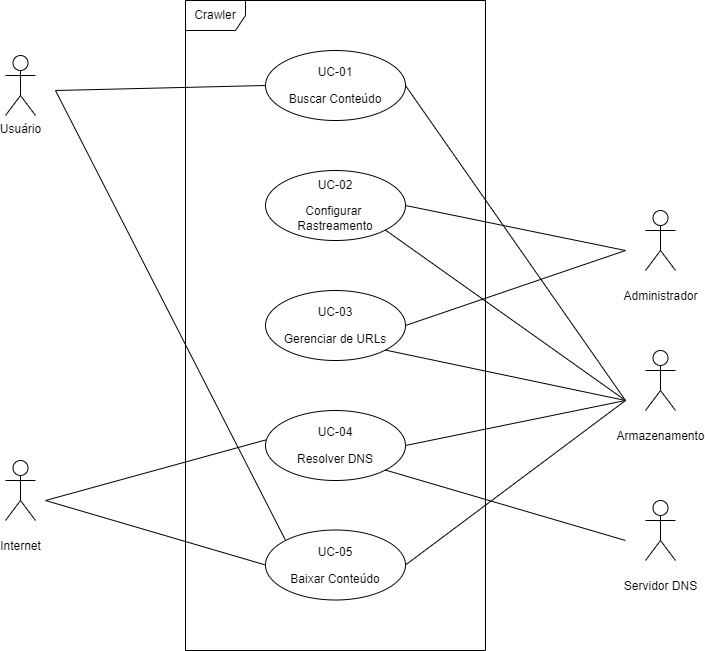 Crawler
UC-01
Buscar Conteúdo
Usuário
UC-02
Configurar
Rastreamento
Administrador
UC-03
Gerenciar de URLs
Armazenamento
UC-04
Resolver DNS
Internet
UC-05
Baixar Conteúdo
Servidor DNS